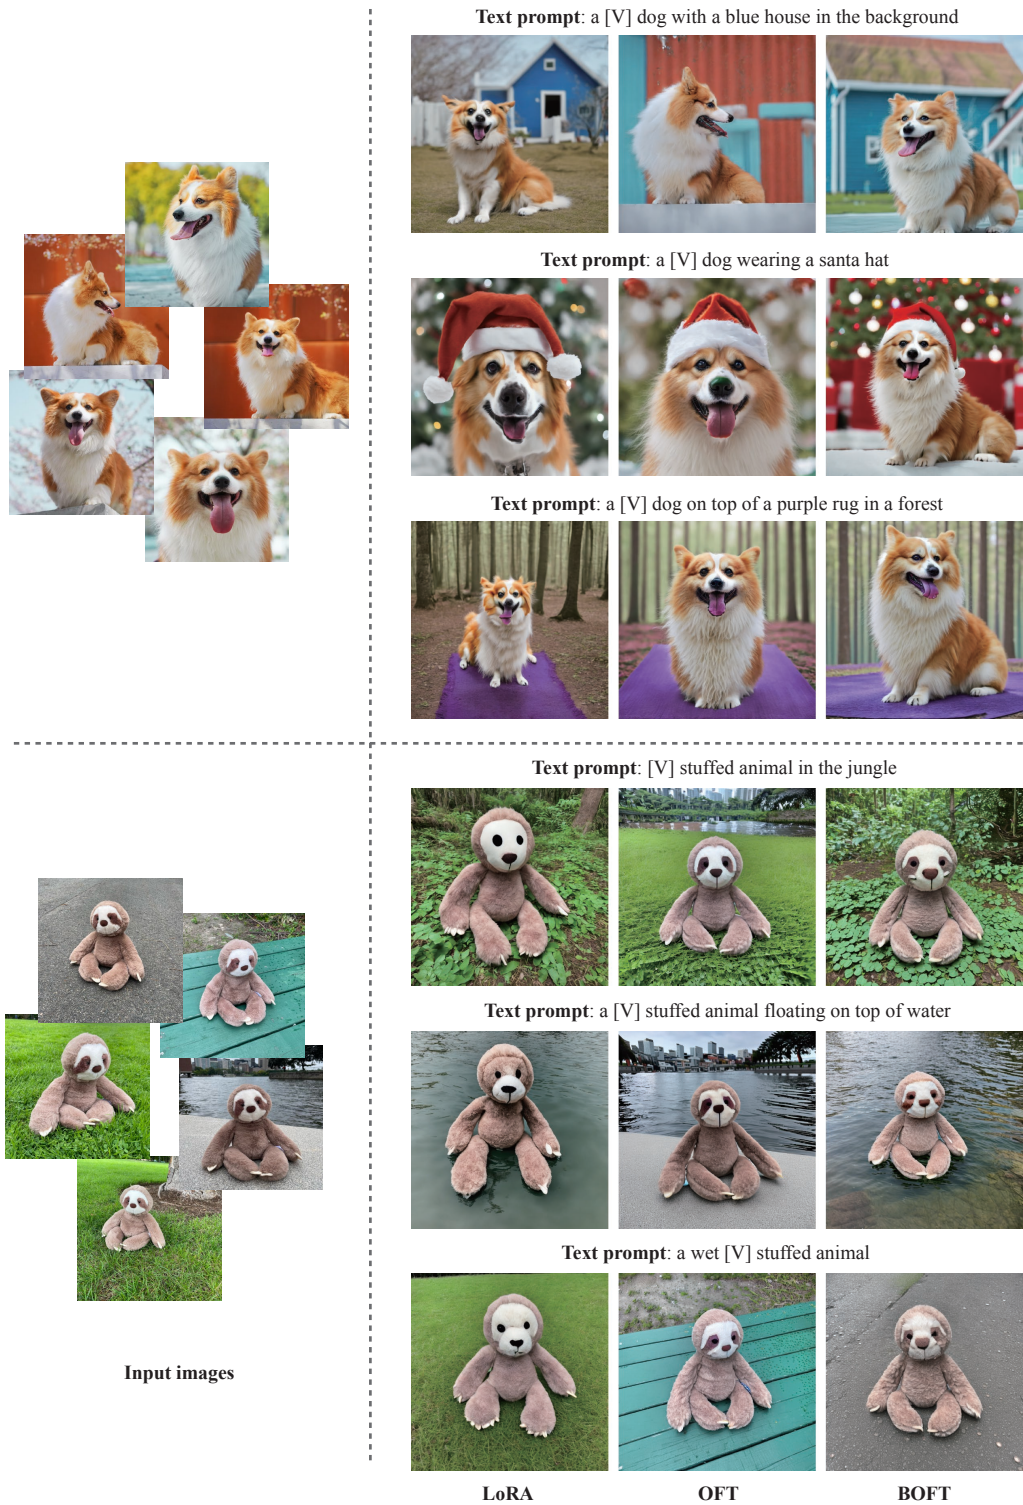 Text prompt: a [V] dog with a blue house in the background
Text prompt: a [V] dog wearing a santa hat
Text prompt: a [V] dog on top of a purple rug in a forest
Text prompt: [V] stuffed animal in the jungle
Text prompt: a [V] stuffed animal floating on top of water
Text prompt: a wet [V] stuffed animal
Input images
LoRA
OFT
BOFT